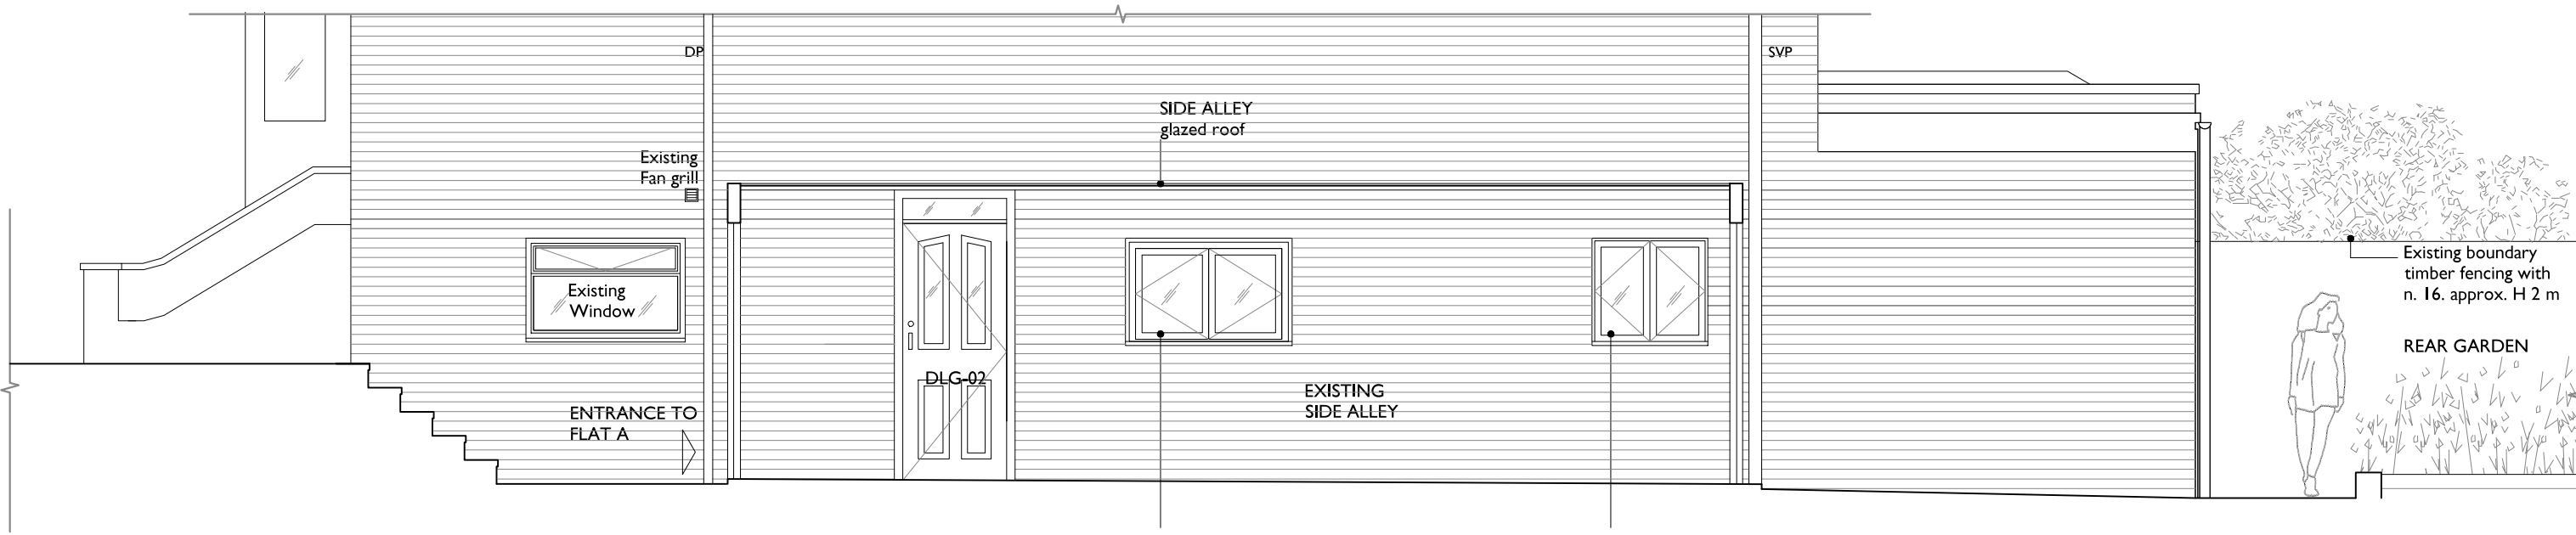 DP
SVP
SIDE ALLEY
glazed roof
Existing
Fan grill
Existing
Window
DLG-02
ENTRANCE TO
FLAT A
EXISTING
SIDE ALLEY
Existing boundary
timber fencing with
n. 16. approx. H 2 m
REAR GARDEN